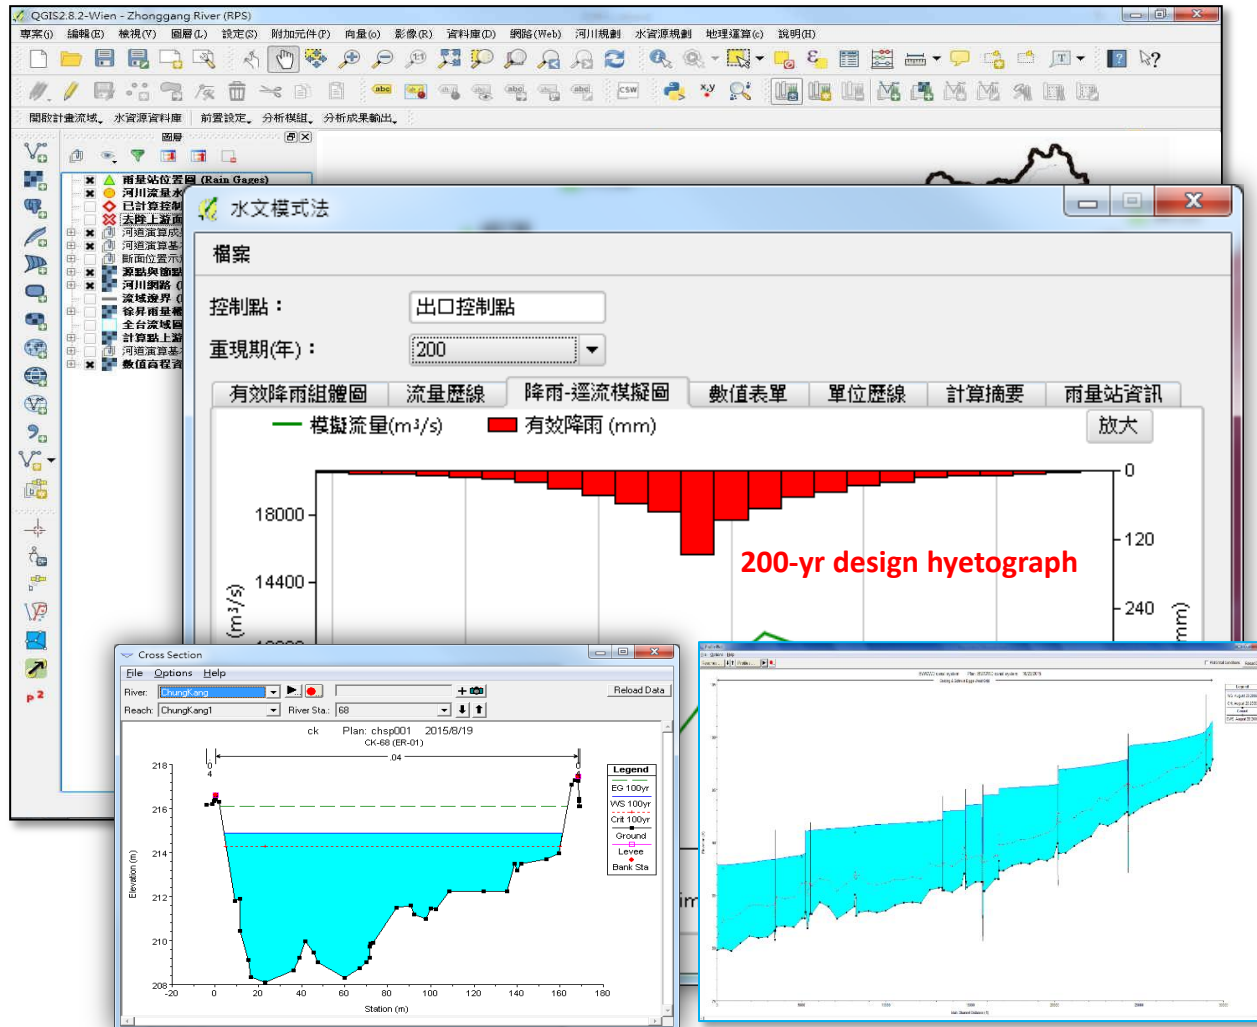 QGIS2.8.2-Wien - Zhonggang River (RPS)
專案(j) 編輯(E) 檢視(V) 圖層(L) 設定(S) 附加元件(P) 向量(o) 影像(R) 資料庫(D) 網路(Web) 河川規劃 水資源規劃 地理運算(c) 說明(H)
開啟計畫流域 水資源資料庫 前置設定 分析模組 分析成果輸出
圖層
雨量站位置圖 (Rain Gages)
河川流量水
已計算控制
去除上游面
河道演算成
河道演算基
斷面位置示
源點與節點
河川網路 (
流域邊界 (
徐昇雨量權
全台流域圖
計算點上游
河道演算基
數值高程資
水文模式法
檔案
控制點： 出口控制點
重現期(年)： 200
有效降雨組體圖 流量歷線 降雨-逕流模擬圖 數值表單 單位歷線 計算摘要 雨量站資訊
模擬流量(m³/s) 有效降雨 (mm) 放大
0
18000
120
200-yr design hyetograph
14400
240
(m³/s)
mm)
Cross Section
File Options Help
River: ChungKang Reload Data
Reach: ChungKang1 River Sta.: 68
ck Plan: chsp001 2015/8/19
CK-68 (ER-01)
.04
218
216
214
212
210
208
Elevation (m)
-20 0 20 40 60 80 100 120 140 160 180
Station (m)
Legend
EG 100yr
WS 100yr
Crit 100yr
Ground
Levee
Bank Sta